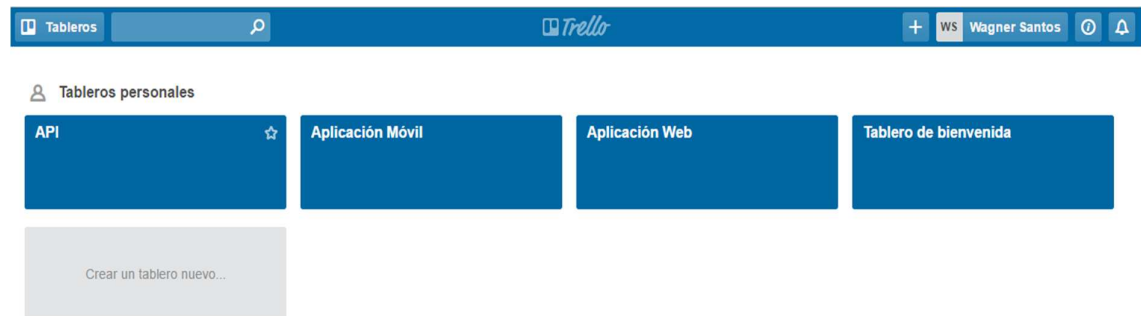 Tableros
Trello
WS Wagner Santos
Tableros personales
API
Aplicación Móvil
Aplicación Web
Tablero de bienvenida
Crear un tablero nuevo...